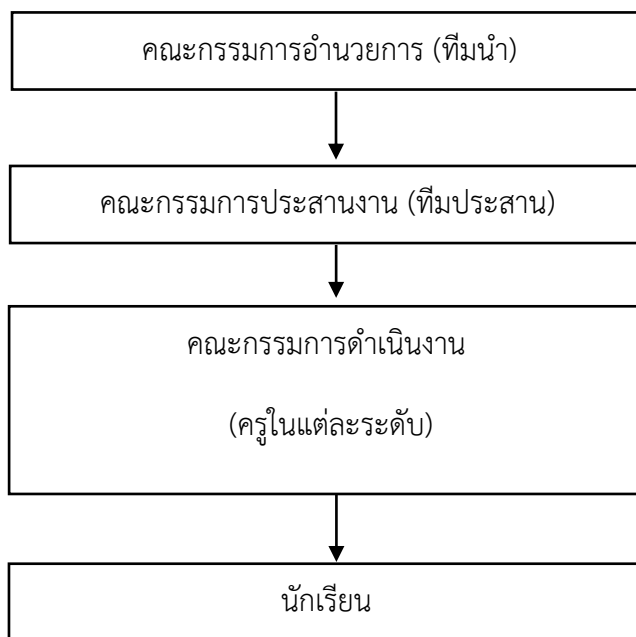 คณะกรรมการอำนวยการ (ทีมนำ)
คณะกรรมการประสานงาน (ทีมประสาน)
คณะกรรมการดำเนินงาน
(ครูในแต่ละระดับ)
นักเรียน